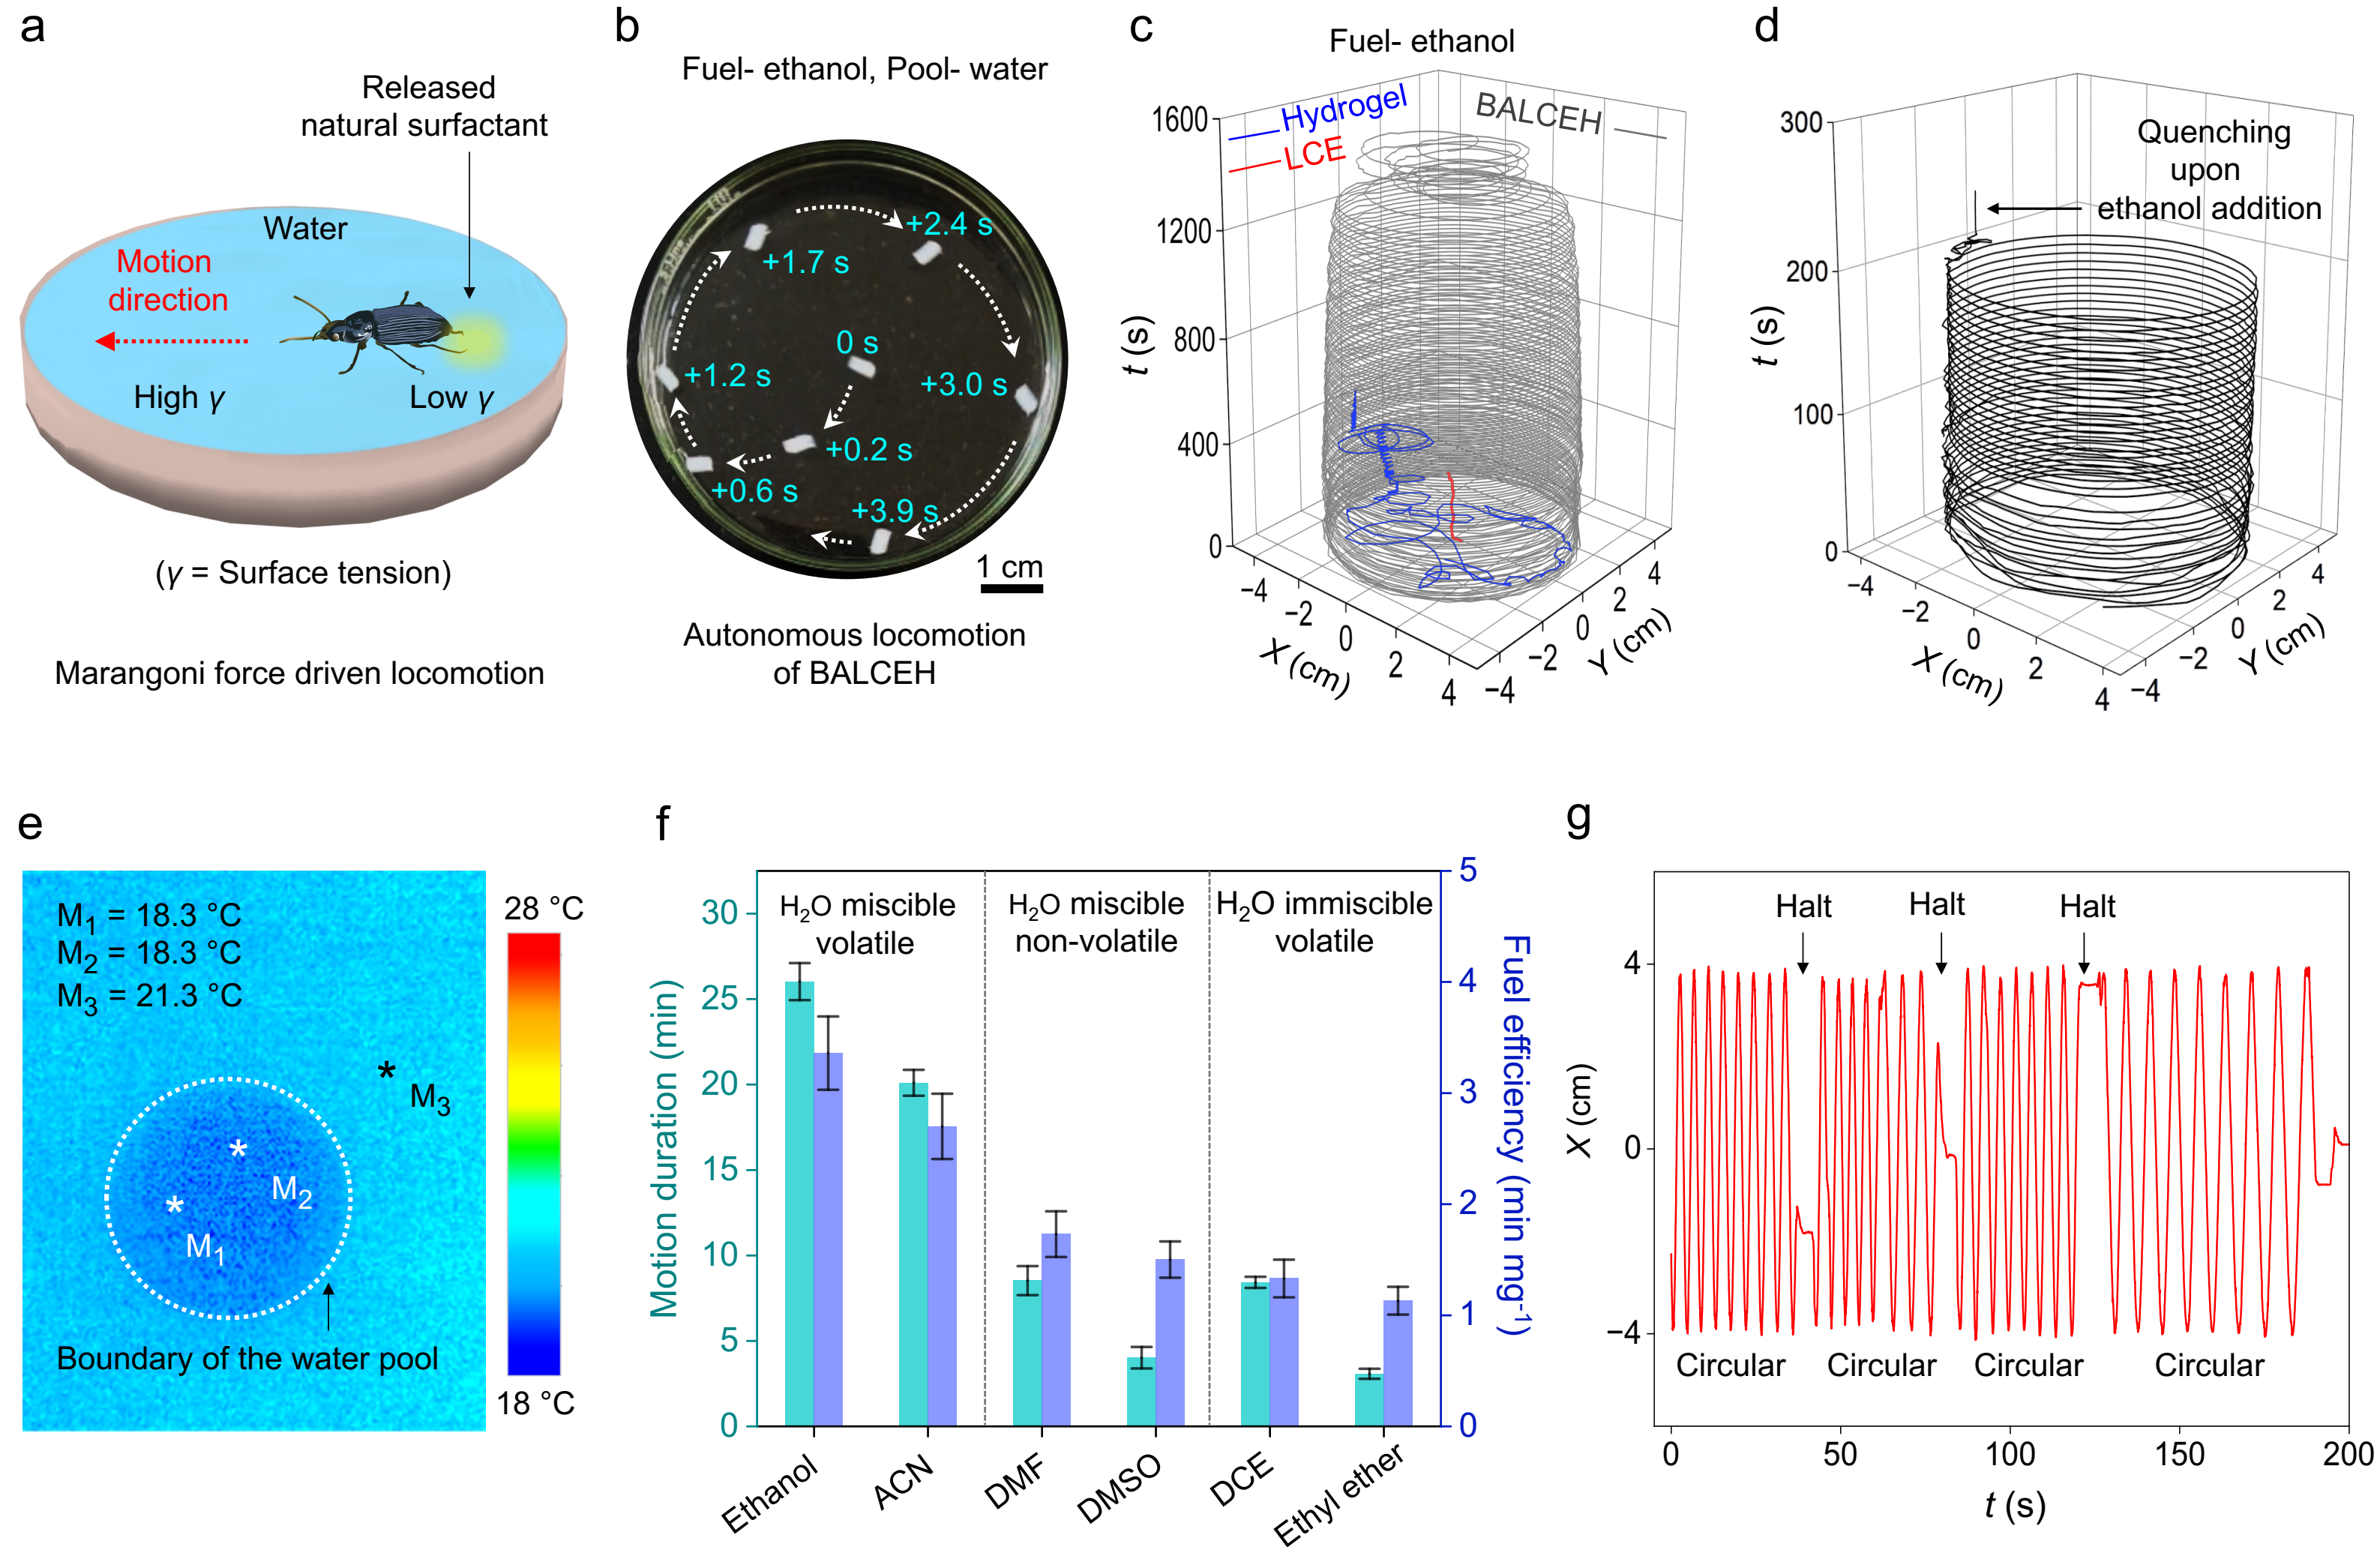 a
Released
natural surfactant
Water
Motion
direction
High γ
Low γ
(γ = Surface tension)
Marangoni force driven locomotion
b
Fuel- ethanol, Pool- water
+2.4 s
+1.7 s
0 s
+1.2 s
+3.0 s
+0.2 s
+0.6 s
+3.9 s
1 cm
Autonomous locomotion
of BALCEH
c
Fuel- ethanol
Hydrogel
LCE
BALCEH
1600
1200
800
400
0
t (s)
−4
−2
0
2
4
X (cm)
−4
−2
0
2
4
Y (cm)
d
Quenching
upon
ethanol addition
300
200
100
0
t (s)
−4
−2
0
2
4
X (cm)
−4
−2
0
2
4
Y (cm)
e
M1 = 18.3 °C
M2 = 18.3 °C
M3 = 21.3 °C
* M3
* M2
* M1
Boundary of the water pool
28 °C
18 °C
f
H2O miscible
volatile
H2O miscible
non-volatile
H2O immiscible
volatile
Motion duration (min)
30
25
20
15
10
5
0
Fuel efficiency (min mg-1)
5
4
3
2
1
0
Ethanol
ACN
DMF
DMSO
DCE
Ethyl ether
g
Halt
Halt
Halt
X (cm)
4
0
−4
Circular
Circular
Circular
Circular
0
50
100
150
200
t (s)